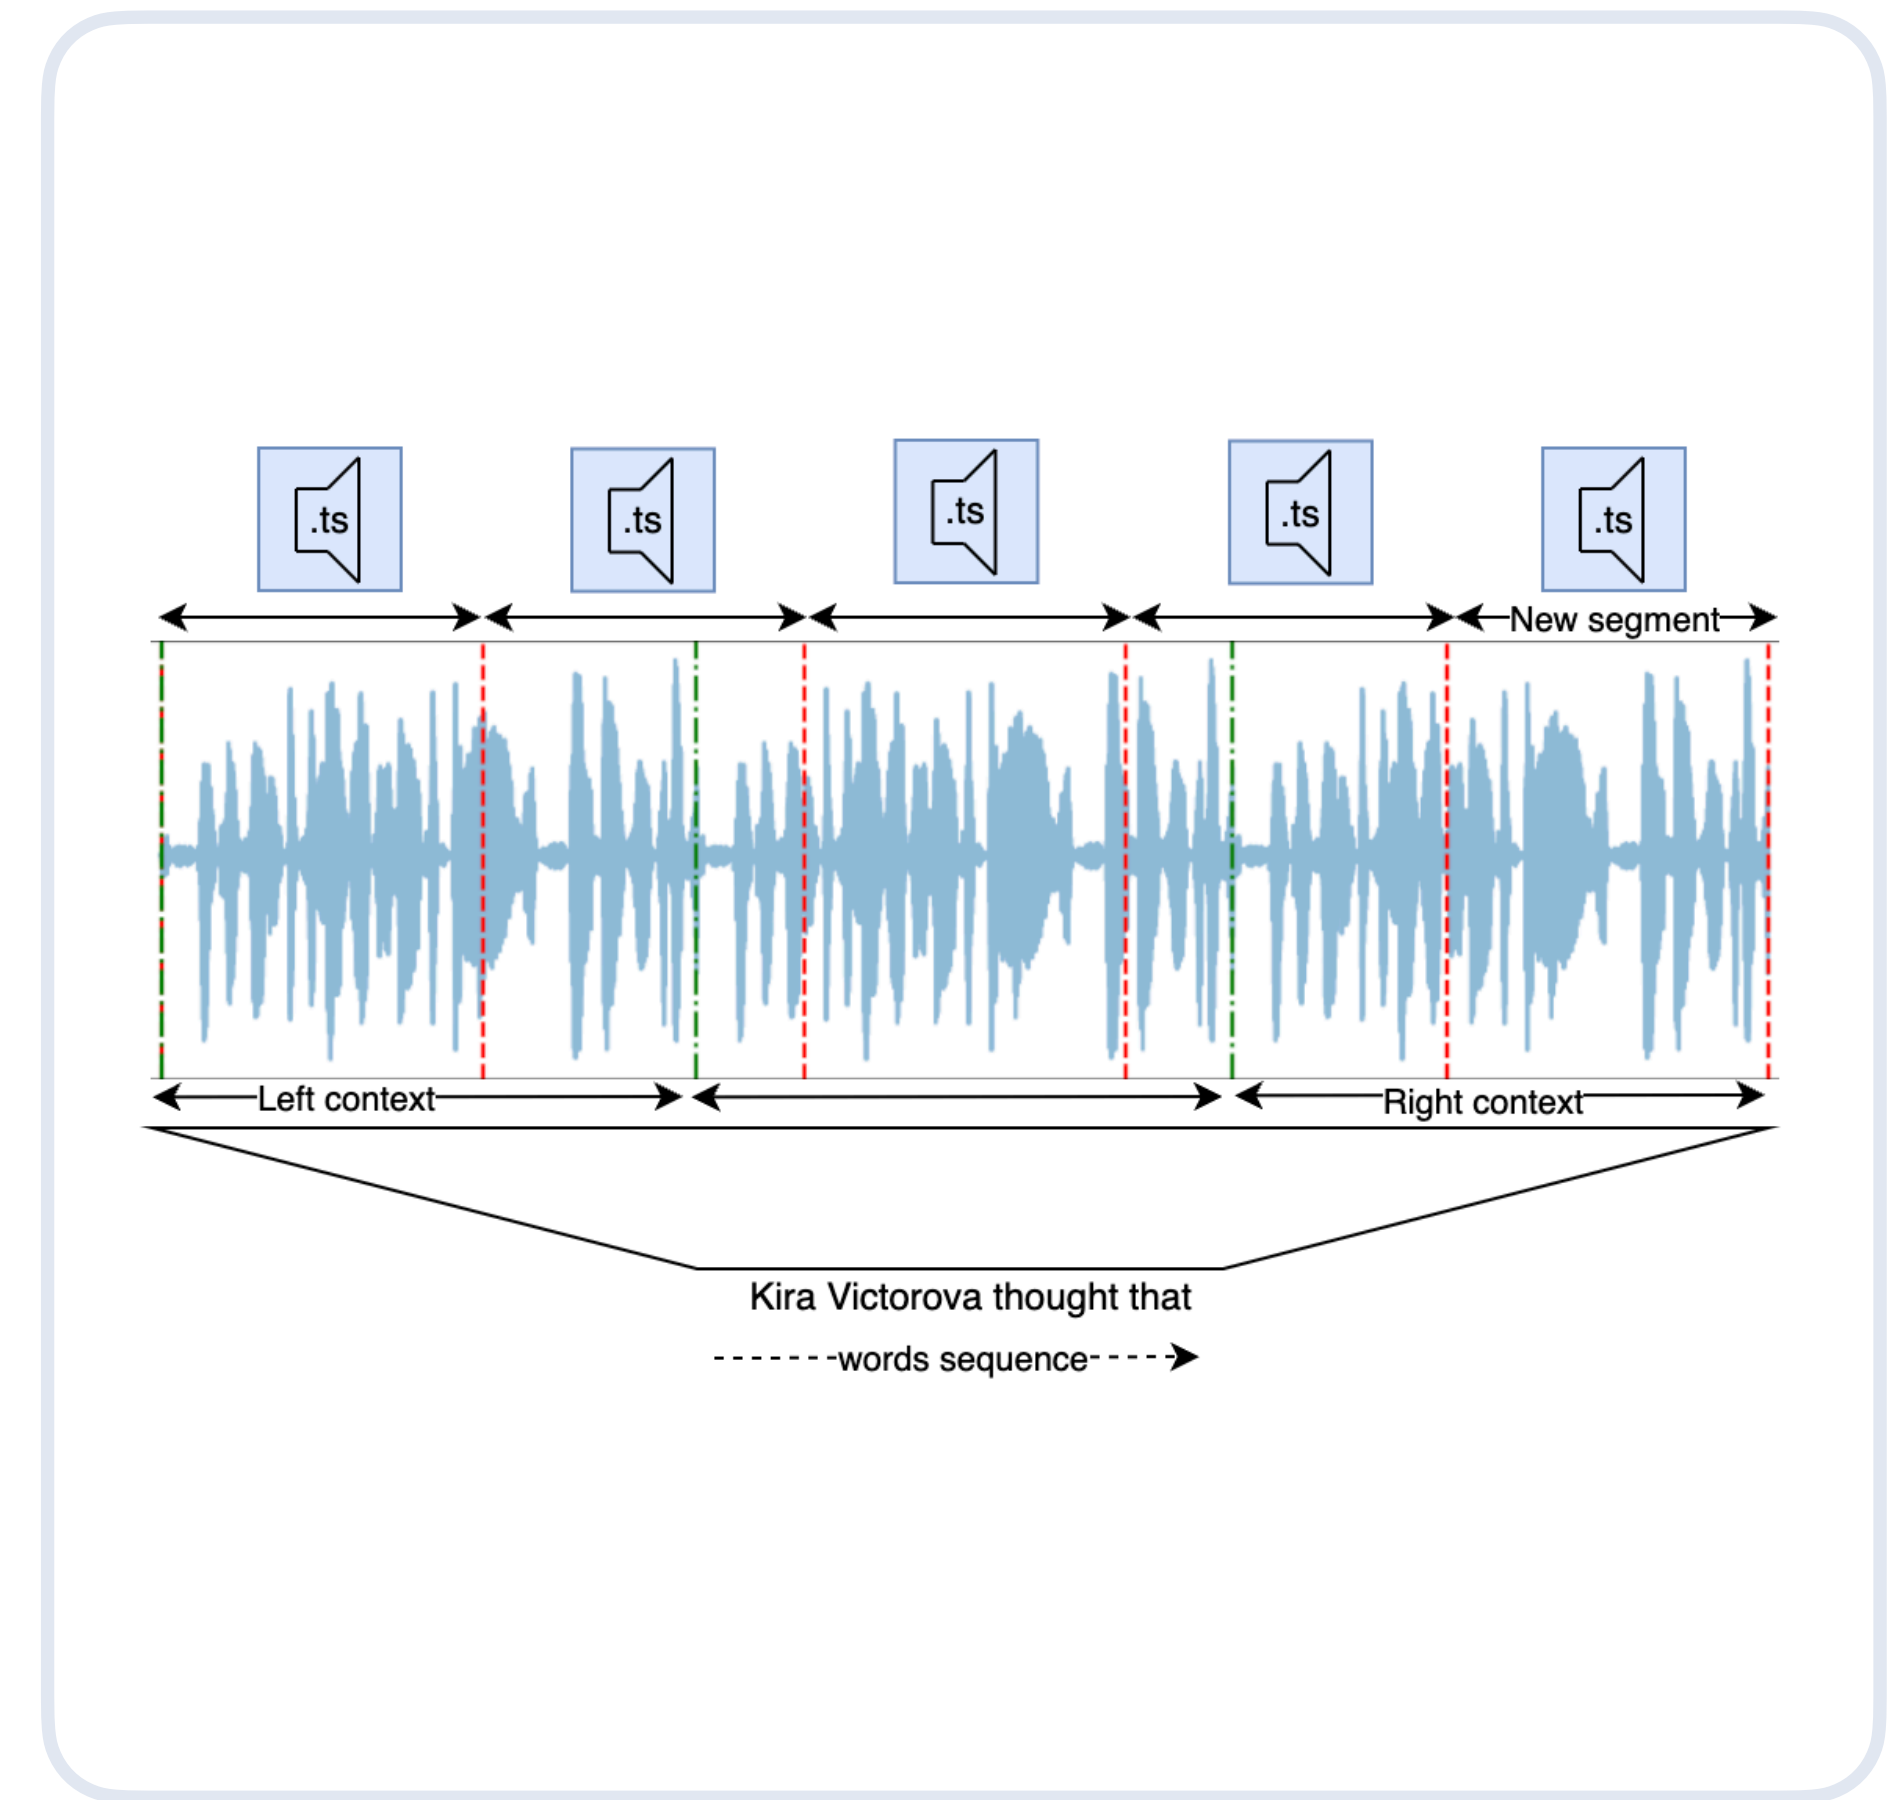 .ts
.ts
.ts
.ts
.ts
New segment
Left context
Right context
Kira Victorova thought that
words sequence